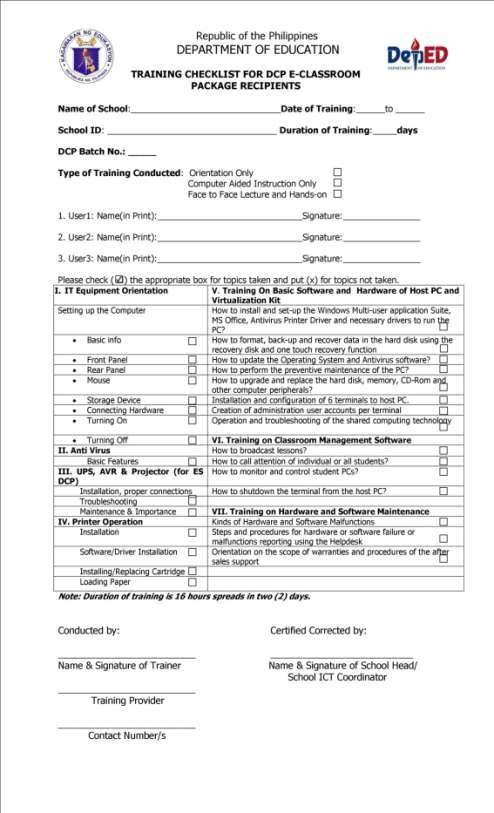 KAGAWARAN NG EDUKASYON
REPUBLIKA NG PILIPINAS
Republic of the Philippines
DEPARTMENT OF EDUCATION
DepED
DEPARTMENT OF EDUCATION
TRAINING CHECKLIST FOR DCP E-CLASSROOM
PACKAGE RECIPIENTS
Name of School: Date of Training: to
School ID: Duration of Training: days
DCP Batch No.:
Type of Training Conducted: Orientation Only
Computer Aided Instruction Only
Face to Face Lecture and Hands-on
1. User1: Name(in Print): Signature:
2. User2: Name(in Print): Signature:
3. User3: Name(in Print): Signature:
Please check (☑) the appropriate box for topics taken and put (x) for topics not taken.
I. IT Equipment Orientation
Setting up the Computer
• Basic info
• Front Panel
• Rear Panel
• Mouse
• Storage Device
• Connecting Hardware
• Turning On
• Turning Off
II. Anti Virus
Basic Features
III. UPS, AVR & Projector (for ES
DCP)
Installation, proper connections
Troubleshooting
Maintenance & Importance
IV. Printer Operation
Installation
Software/Driver Installation
Installing/Replacing Cartridge
Loading Paper
V. Training On Basic Software and Hardware of Host PC and
Virtualization Kit
How to install and set-up the Windows Multi-user application Suite,
MS Office, Antivirus Printer Driver and necessary drivers to run the
PC?
How to format, back-up and recover data in the hard disk using the
recovery disk and one touch recovery function
How to update the Operating System and Antivirus software?
How to perform the preventive maintenance of the PC?
How to upgrade and replace the hard disk, memory, CD-Rom and
other computer peripherals?
Installation and configuration of 6 terminals to host PC.
Creation of administration user accounts per terminal
Operation and troubleshooting of the shared computing technology
VI. Training on Classroom Management Software
How to broadcast lessons?
How to call attention of individual or all students?
How to monitor and control student PCs?
How to shutdown the terminal from the host PC?
VII. Training on Hardware and Software Maintenance
Kinds of Hardware and Software Malfunctions
Steps and procedures for hardware or software failure or
malfunctions reporting using the Helpdesk
Orientation on the scope of warranties and procedures of the after
sales support
Note: Duration of training is 16 hours spreads in two (2) days.
Conducted by: Certified Corrected by:
Name & Signature of Trainer Name & Signature of School Head/
School ICT Coordinator
Training Provider
Contact Number/s